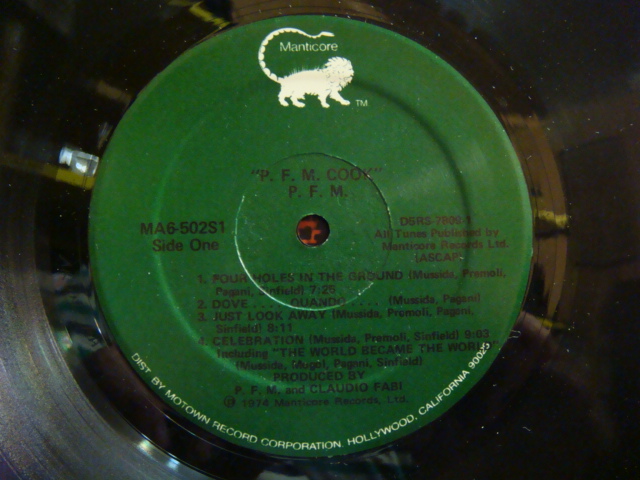 Manticore
TM
"P. F. M. COOK"
P. F. M.
MA6-502S1
Side One
All Tunes Published by
Manticore Records Ltd.
(ASCAP)
1. FOUR HOLES IN THE GROUND (Mussida, Premoli,
Pagani, Sinfield) 7:25
2. DOVE . . . QUANDO . . . . (Mussida, Pagani)
3. JUST LOOK AWAY (Mussida, Premoli, Pagani,
Sinfield) 8:11
4. CELEBRATION (Mussida, Premoli, Sinfield) 9:03
Including "THE WORLD BECAME THE WORLD"
(Mussida, (Mugo), Pagani, Sinfield)
PRODUCED BY
P. F. M. and CLAUDIO FABI
℗ 1974 Manticore Records, Ltd.
DIST BY MOTOWN RECORD CORPORATION. HOLLYWOOD, CALIFORNIA 90028